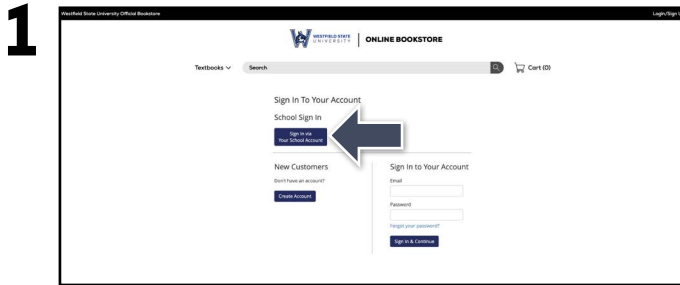 1
Westfield State University Official Bookstore
Login/Sign
WESTFIELD STATE
UNIVERSITY
ONLINE BOOKSTORE
Textbooks
Search
Cart (0)
Sign In To Your Account
School Sign In
Sign In via
Your School Account
New Customers
Don't have an account?
Create Account
Sign In to Your Account
Email
Password
Forgot your password?
Sign In & Continue